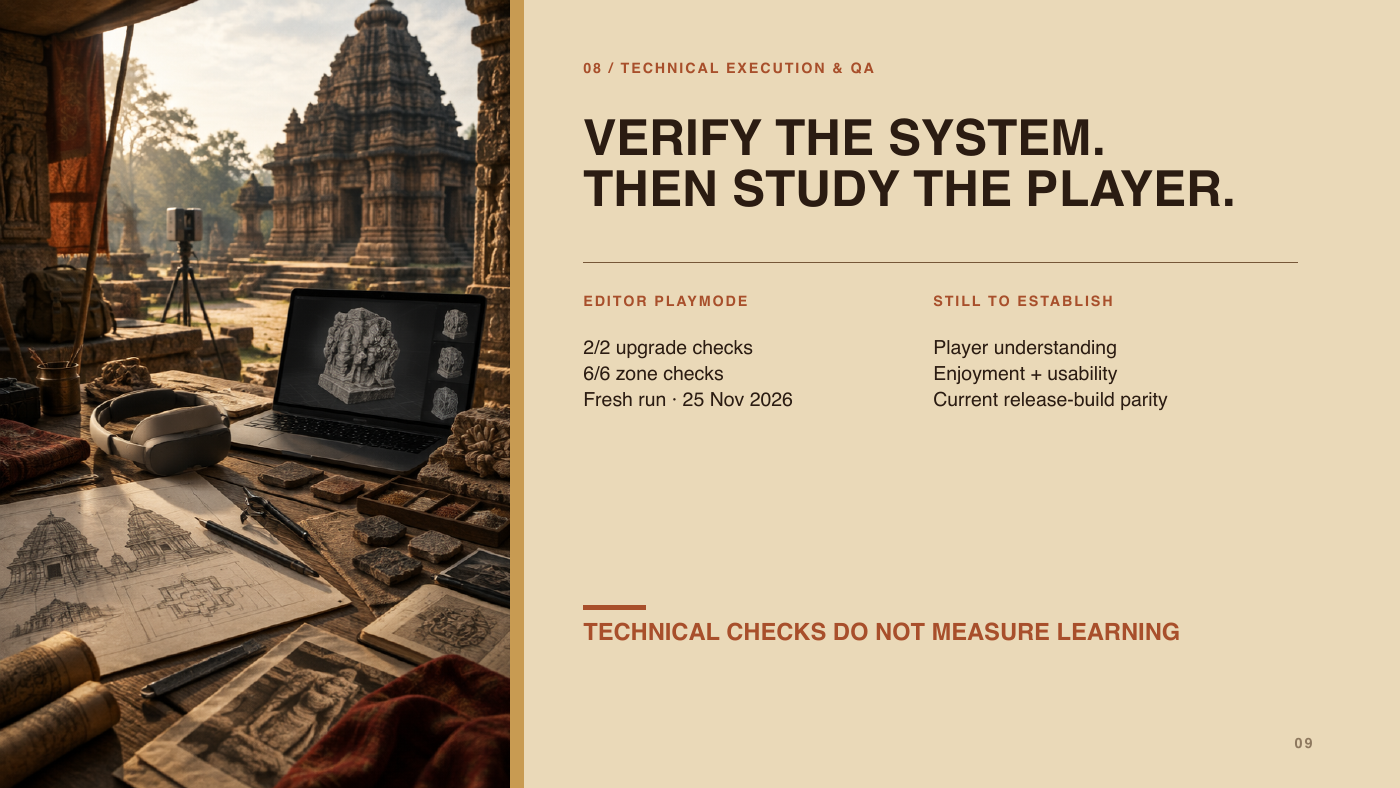 08 / TECHNICAL EXECUTION & QA
VERIFY THE SYSTEM.
THEN STUDY THE PLAYER.
EDITOR PLAYMODE
2/2 upgrade checks
6/6 zone checks
Fresh run · 25 Nov 2026
STILL TO ESTABLISH
Player understanding
Enjoyment + usability
Current release-build parity
TECHNICAL CHECKS DO NOT MEASURE LEARNING
09